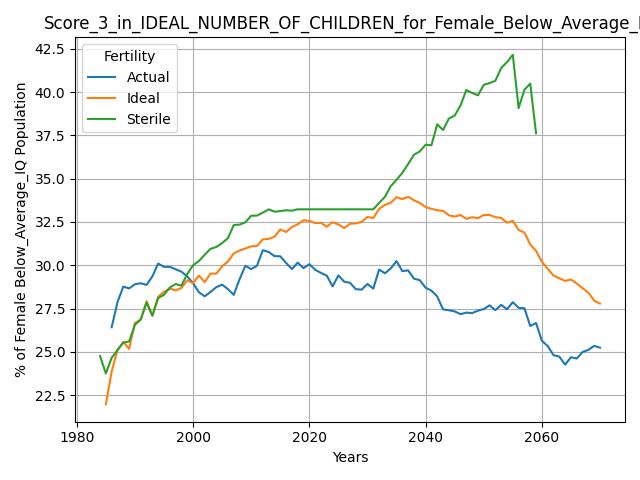 Score_3_in_IDEAL_NUMBER_OF_CHILDREN_for_Female_Below_Average_
Fertility
Actual
Ideal
Sterile
% of Female Below_Average_IQ Population
42.5
40.0
37.5
35.0
32.5
30.0
27.5
25.0
22.5
1980
2000
2020
2040
2060
Years